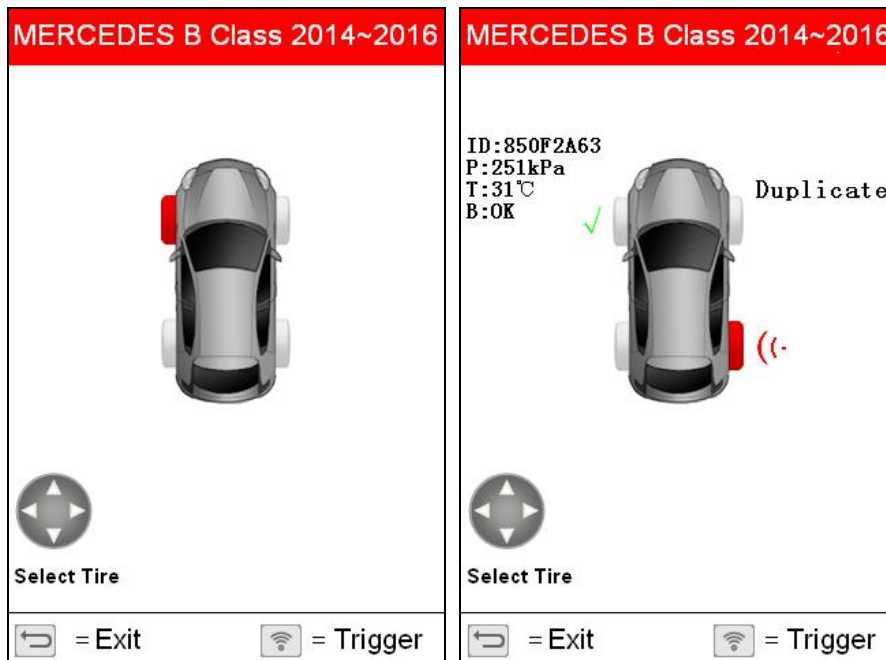 MERCEDES B Class 2014~2016
Select Tire
= Exit = Trigger
MERCEDES B Class 2014~2016
ID:850F2A63
P:251kPa
T:31℃
B:OK
Duplicate
Select Tire
= Exit = Trigger